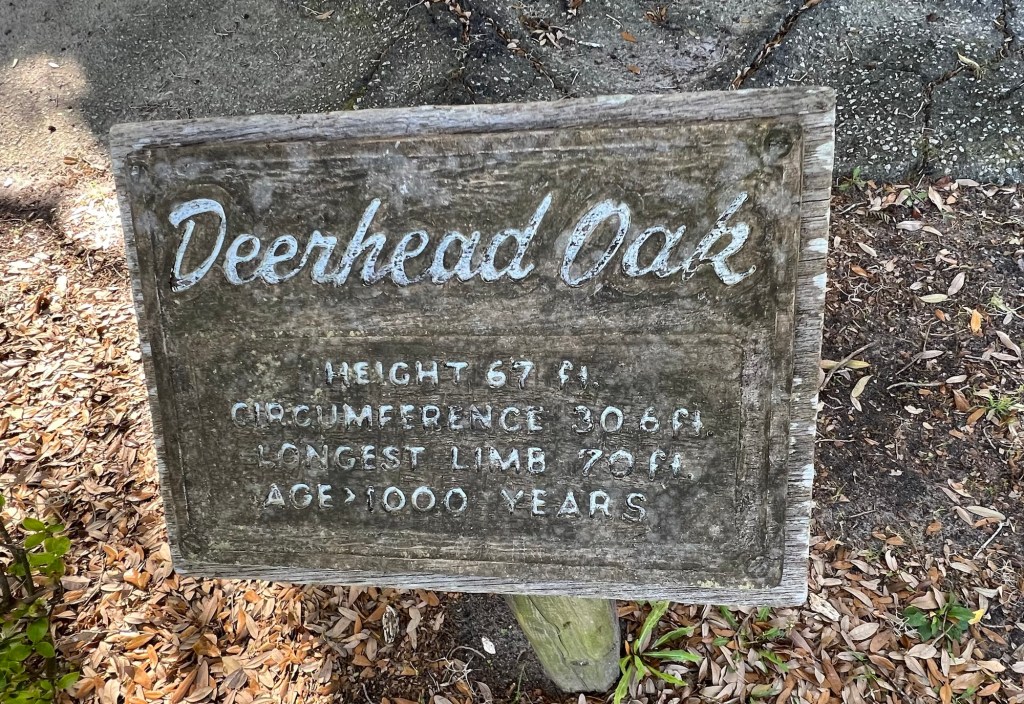 Deerhead Oak
HEIGHT 67 ft.
CIRCUMFERENCE 30.6 ft.
LONGEST LIMB 70 ft.
AGE > 1000 YEARS